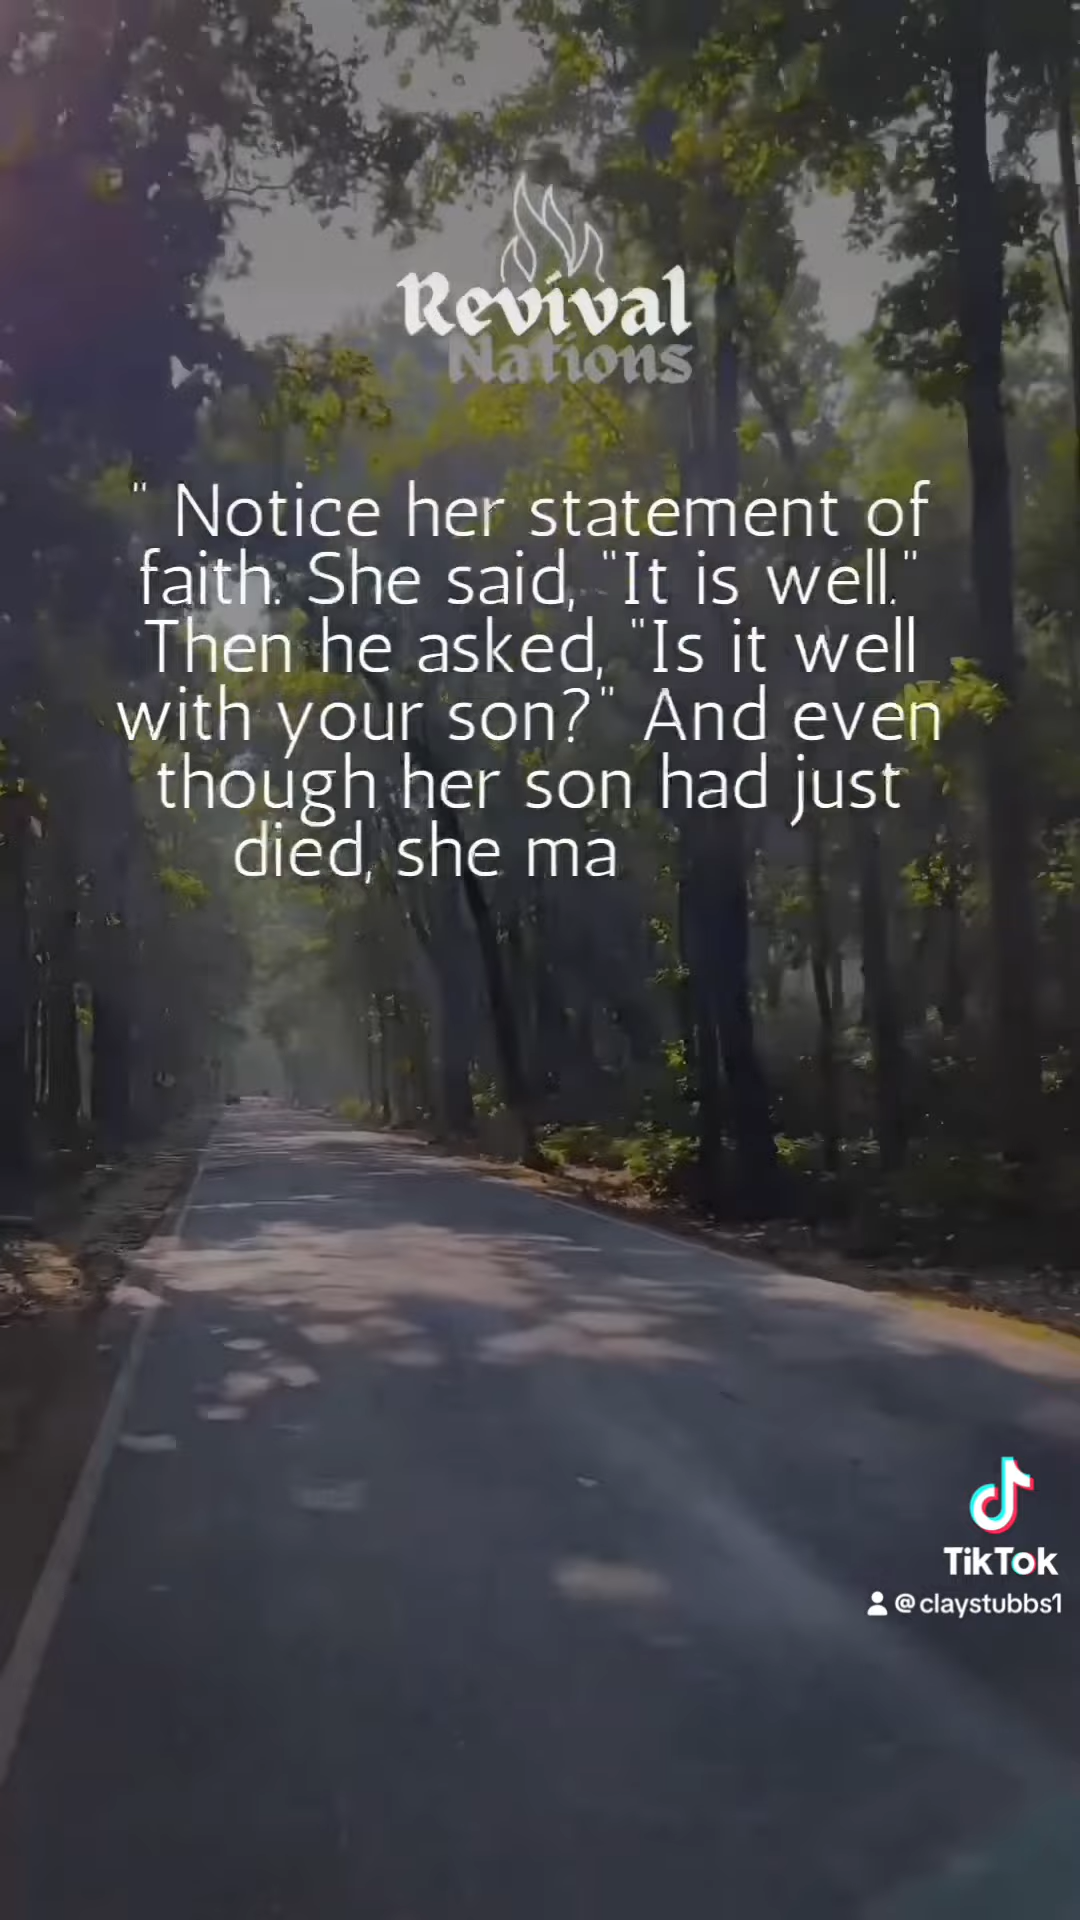 Revival
Nations
" Notice her statement of
faith. She said, "It is well."
Then he asked, "Is it well
with your son?" And even
though her son had just
died, she ma
TikTok
@claystubbs1